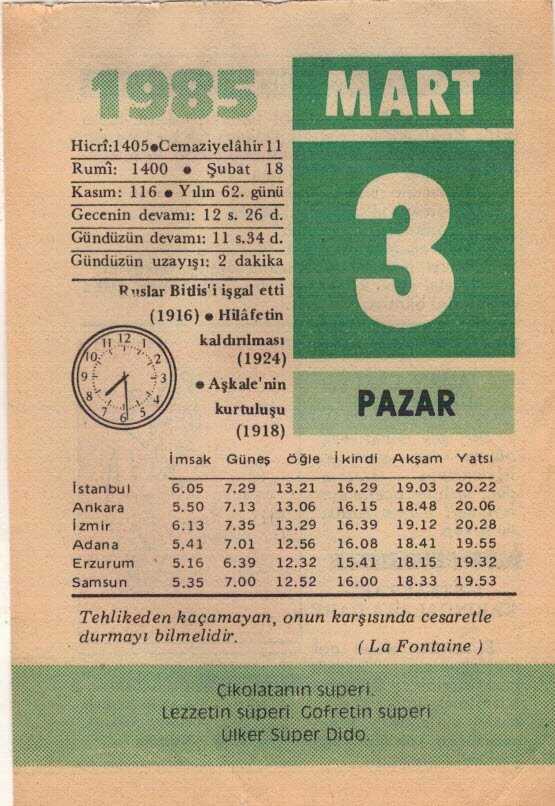 1985
MART
Hicrî:1405●Cemaziyelâhir 11
Rumî: 1400 ● Şubat 18
Kasım: 116 ● Yılın 62. günü
Gecenin devamı: 12 s. 26 d.
Gündüzün devamı: 11 s.34 d.
Gündüzün uzayışı: 2 dakika
3
PAZAR
Ruslar Bitlis'i işgal etti
(1916) ● Hilâfetin
kaldırılması
(1924)
● Aşkale'nin
kurtuluşu
(1918)
12 1 2 3 4 5 6 7 8 9 10 11
İmsak Güneş Öğle İkindi Akşam Yatsı
İstanbul 6.05 7.29 13.21 16.29 19.03 20.22
Ankara 5.50 7.13 13.06 16.15 18.48 20.06
İzmir 6.13 7.35 13.29 16.39 19.12 20.28
Adana 5.41 7.01 12.56 16.08 18.41 19.55
Erzurum 5.16 6.39 12.32 15.41 18.15 19.32
Samsun 5.35 7.00 12.52 16.00 18.33 19.53
Tehlikeden kaçamayan, onun karşısında cesaretle
durmayı bilmelidir.
( La Fontaine )
Çikolatanın süperi.
Lezzetin süperi. Gofretin süperi
Ülker Süper Dido.